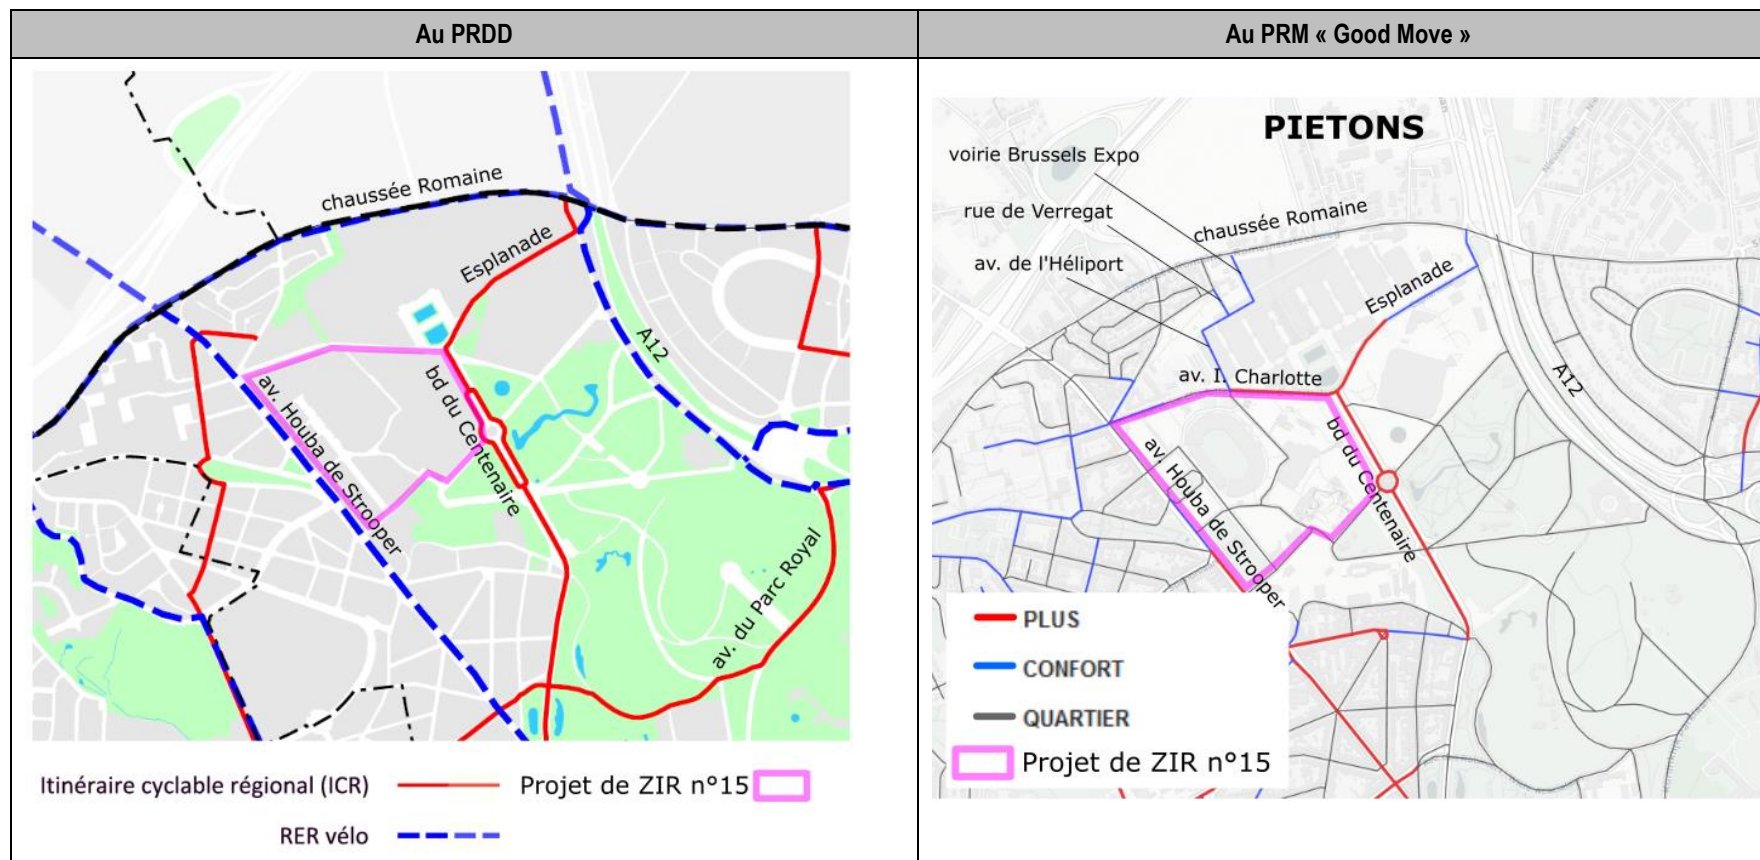 Au PRDD
Au PRM « Good Move »
chaussée Romaine
Esplanade
A12
bd du Centenaire
av. Houba de Strooper
av. du Parc Royal
Itinéraire cyclable régional (ICR)
Projet de ZIR n°15
RER vélo
PIETONS
voirie Brussels Expo
rue de Verregat
av. de l'Héliport
chaussée Romaine
Esplanade
A12
av. I. Charlotte
bd du Centenaire
av. Houba de Strooper
PLUS
CONFORT
QUARTIER
Projet de ZIR n°15